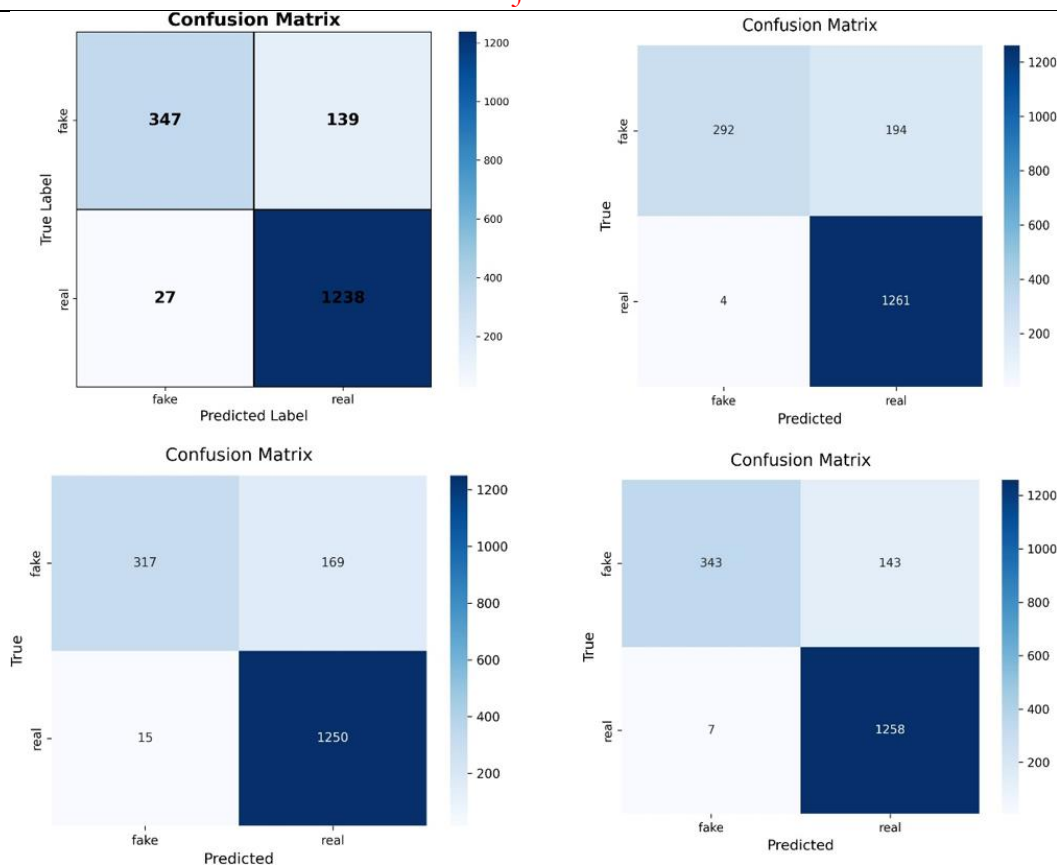 Confusion Matrix
fake
347
139
True Label
real
27
1238
fake
real
Predicted Label
1200
1000
800
600
400
200
Confusion Matrix
fake
292
194
True
real
4
1261
fake
real
Predicted
1200
1000
800
600
400
200
Confusion Matrix
fake
317
169
True
real
15
1250
fake
real
Predicted
1200
1000
800
600
400
200
Confusion Matrix
fake
343
143
True
real
7
1258
fake
real
Predicted
1200
1000
800
600
400
200